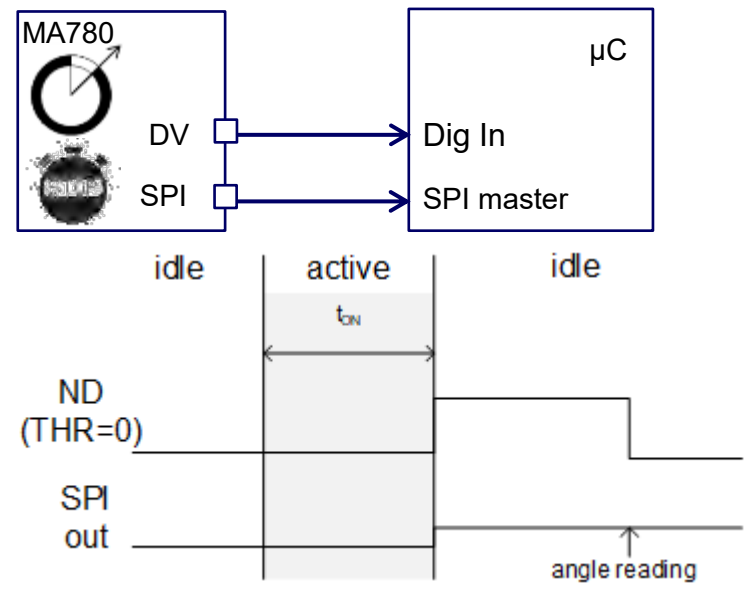 MA780
µC
DV
Dig In
SPI
SPI master
idle
active
idle
tON
ND
(THR=0)
SPI
out
angle reading